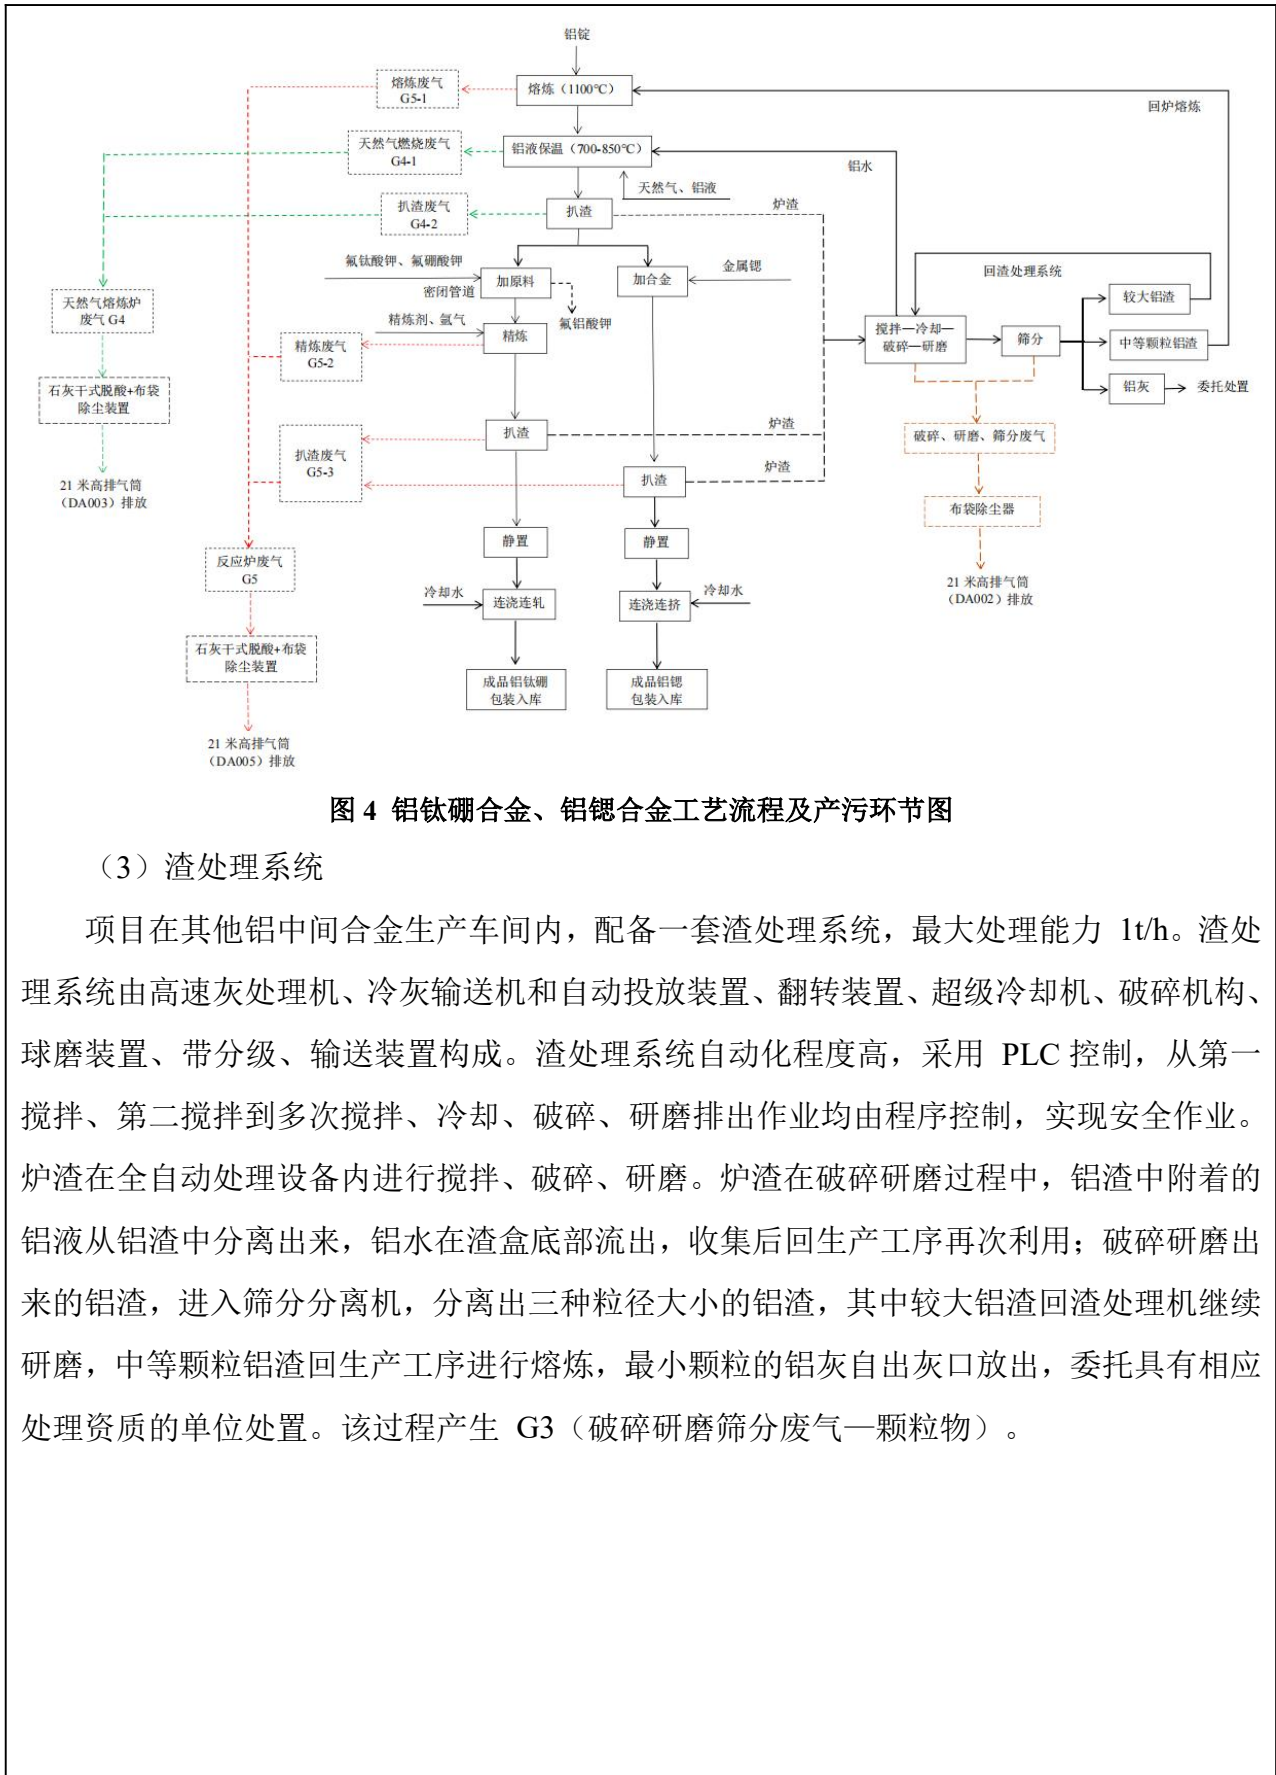 铝锭
熔炼废气
G5-1
熔炼（1100℃）
回炉熔炼
天然气燃烧废气
G4-1
铝液保温（700-850℃）
铝水
天然气、铝液
扒渣废气
G4-2
扒渣
炉渣
氟钛酸钾、氟硼酸钾
密闭管道
加原料
加合金
金属锶
氟铝酸钾
回渣处理系统
较大铝渣
天然气熔炼炉
废气 G4
精炼剂、氩气
精炼
精炼废气
G5-2
搅拌—冷却—
破碎—研磨
筛分
中等颗粒铝渣
铝灰
委托处置
石灰干式脱酸+布袋
除尘装置
扒渣
炉渣
破碎、研磨、筛分废气
扒渣废气
G5-3
炉渣
扒渣
21 米高排气筒
（DA003）排放
布袋除尘器
静置
静置
反应炉废气
G5
21 米高排气筒
（DA002）排放
冷却水
连浇连轧
连浇连挤
冷却水
石灰干式脱酸+布袋
除尘装置
成品铝钛硼
包装入库
成品铝锶
包装入库
21 米高排气筒
（DA005）排放
图 4 铝钛硼合金、铝锶合金工艺流程及产污环节图
（3）渣处理系统
项目在其他铝中间合金生产车间内，配备一套渣处理系统，最大处理能力 1t/h。渣处
理系统由高速灰处理机、冷灰输送机和自动投放装置、翻转装置、超级冷却机、破碎机构、
球磨装置、带分级、输送装置构成。渣处理系统自动化程度高，采用 PLC 控制，从第一
搅拌、第二搅拌到多次搅拌、冷却、破碎、研磨排出作业均由程序控制，实现安全作业。
炉渣在全自动处理设备内进行搅拌、破碎、研磨。炉渣在破碎研磨过程中，铝渣中附着的
铝液从铝渣中分离出来，铝水在渣盒底部流出，收集后回生产工序再次利用；破碎研磨出
来的铝渣，进入筛分分离机，分离出三种粒径大小的铝渣，其中较大铝渣回渣处理机继续
研磨，中等颗粒铝渣回生产工序进行熔炼，最小颗粒的铝灰自出灰口放出，委托具有相应
处理资质的单位处置。该过程产生 G3（破碎研磨筛分废气—颗粒物）。